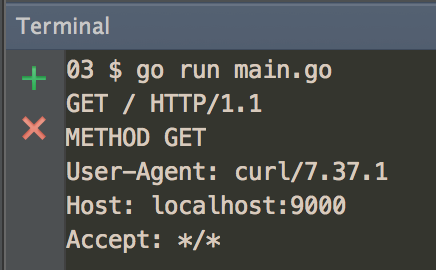 Terminal
03 $ go run main.go
GET / HTTP/1.1
METHOD GET
User-Agent: curl/7.37.1
Host: localhost:9000
Accept: */*